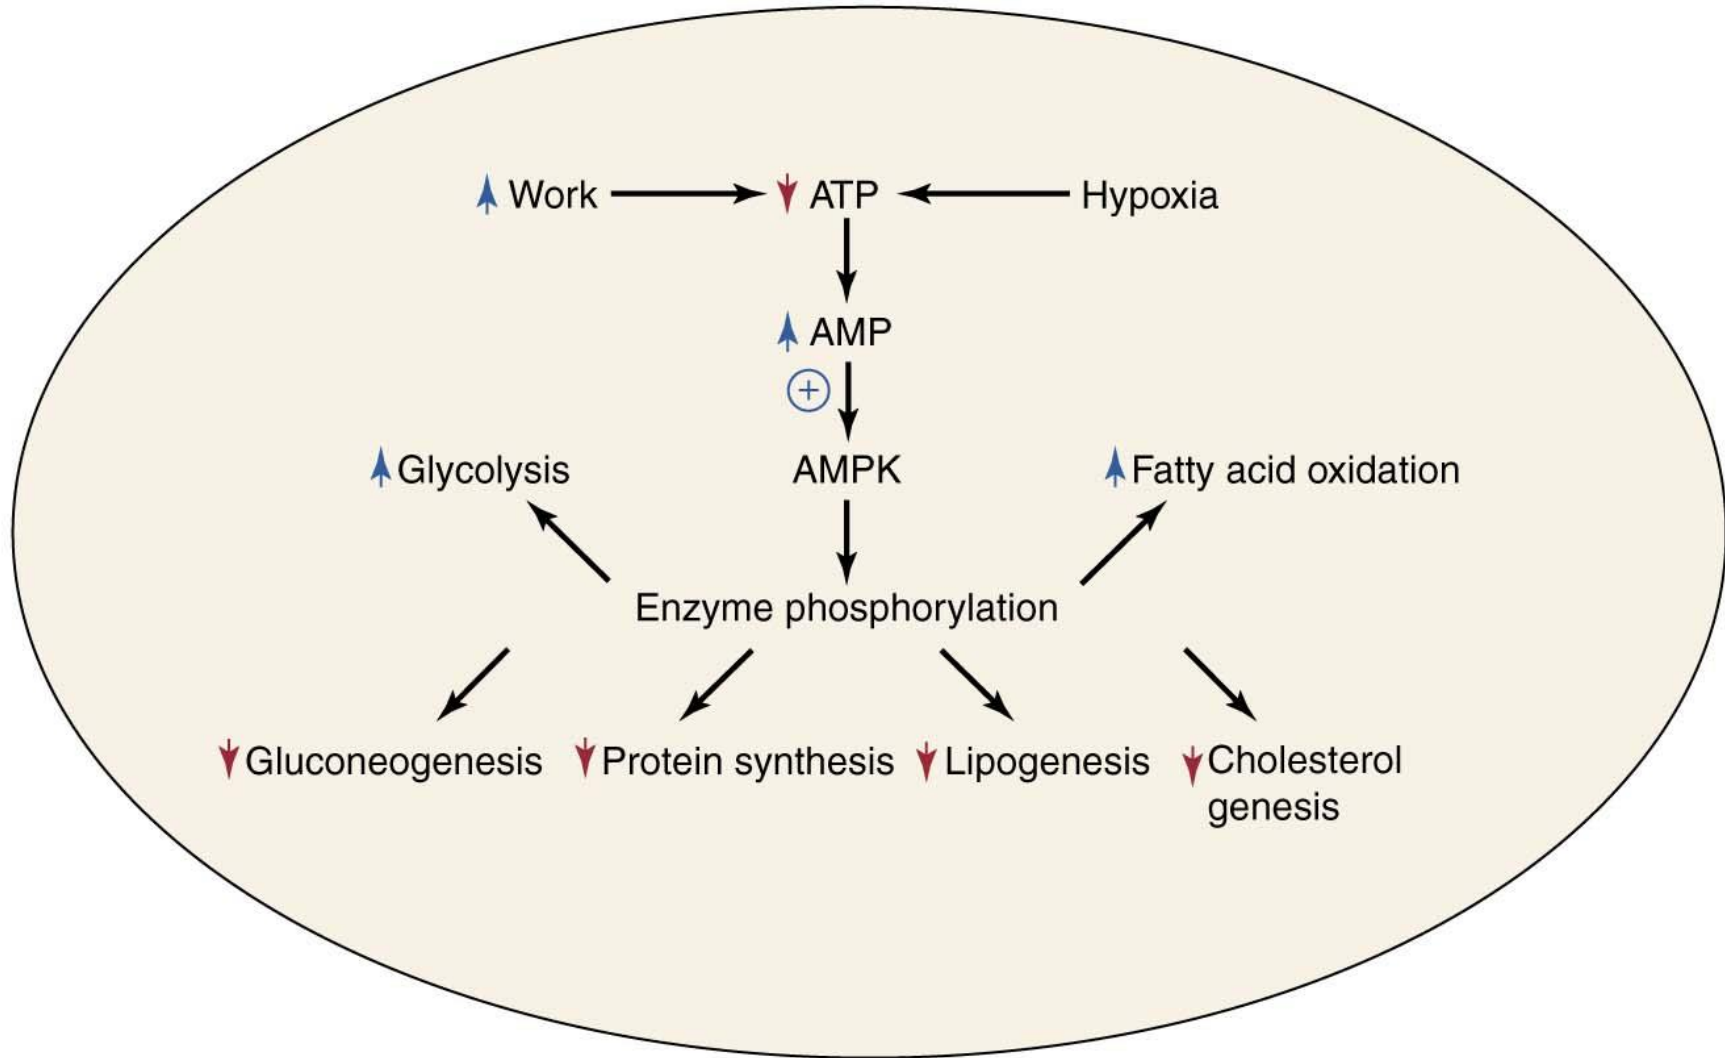 Work ATP Hypoxia
AMP
+
Glycolysis AMPK Fatty acid oxidation
Enzyme phosphorylation
Gluconeogenesis Protein synthesis Lipogenesis Cholesterol
genesis